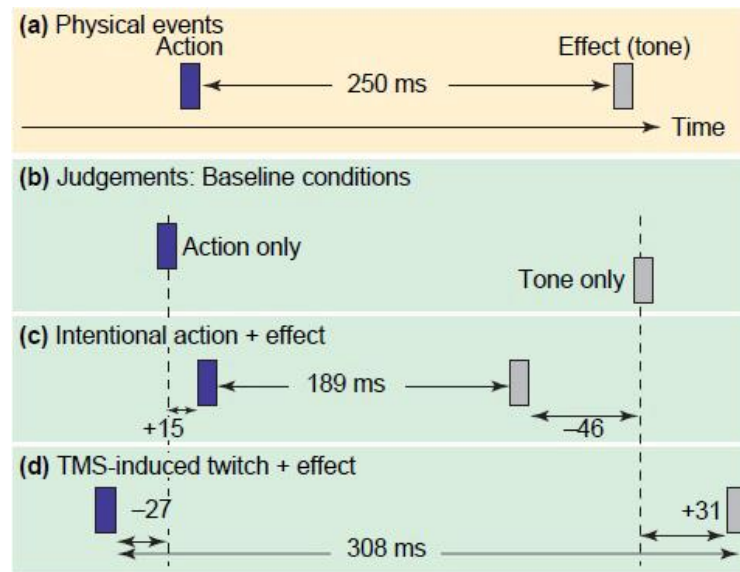 (a) Physical events
Action
Effect (tone)
250 ms
Time
(b) Judgements: Baseline conditions
Action only
Tone only
(c) Intentional action + effect
189 ms
+15
–46
(d) TMS-induced twitch + effect
–27
+31
308 ms